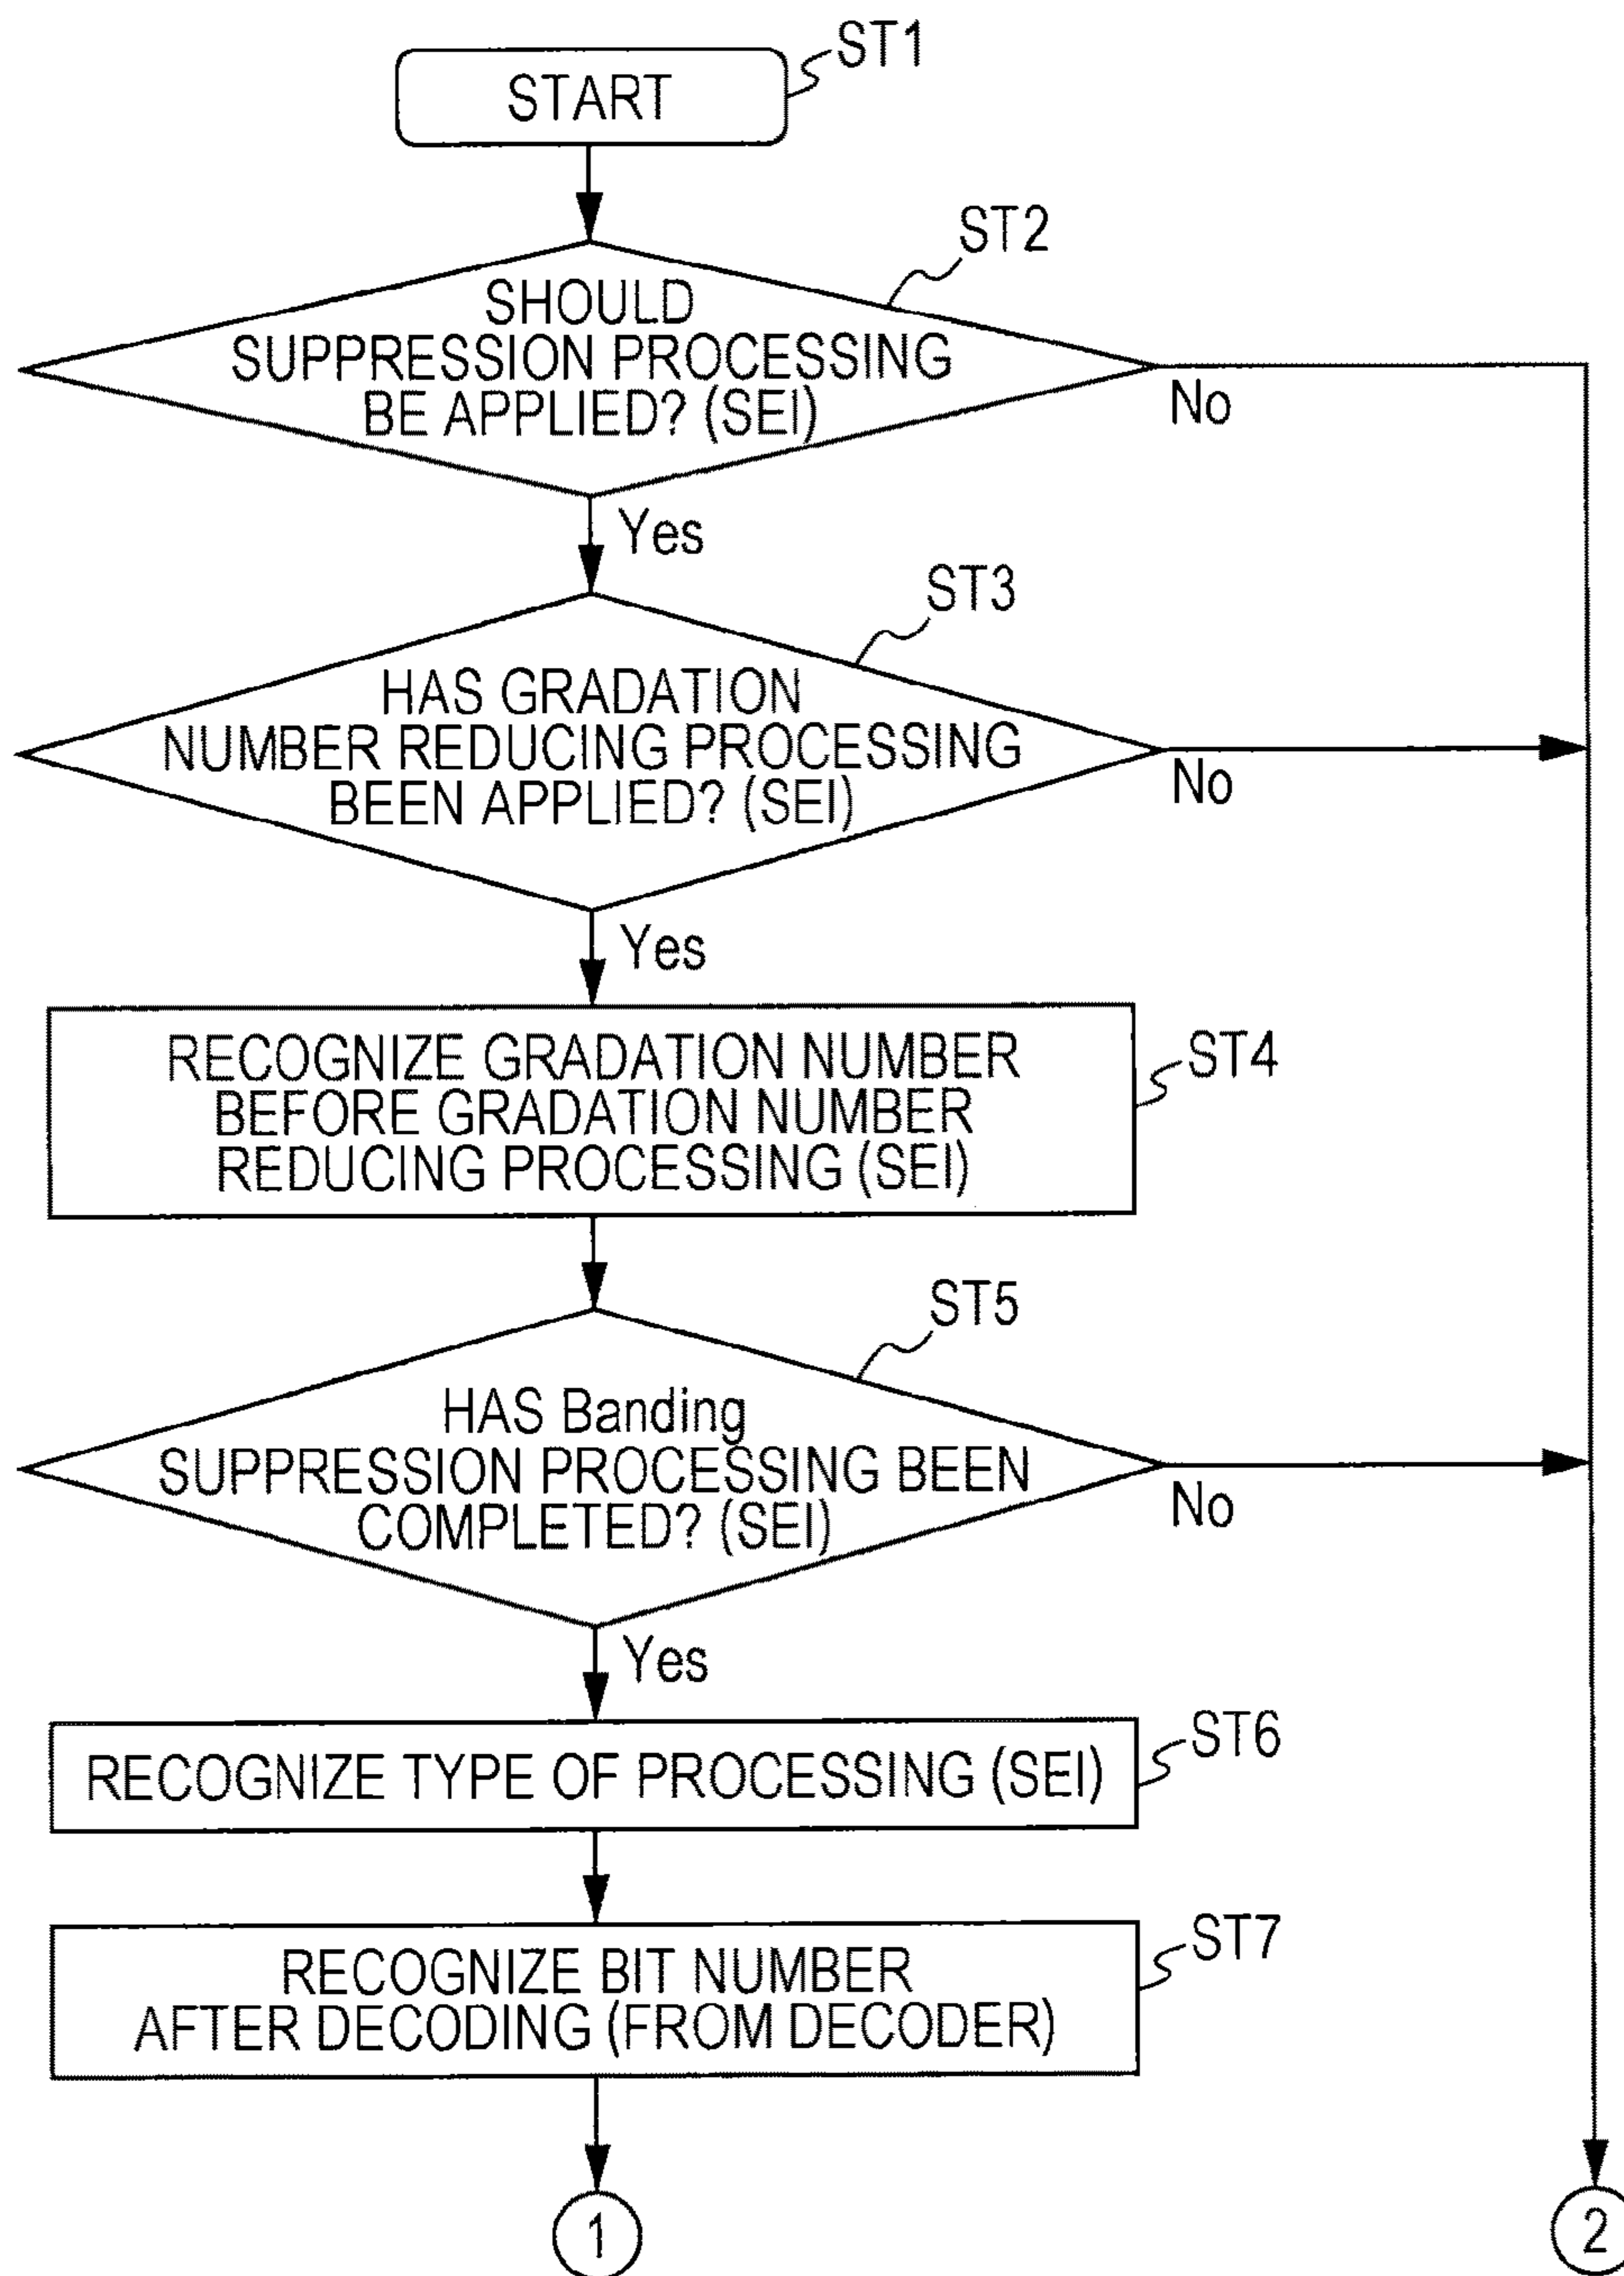 START
ST1
ST2
SHOULD
SUPPRESSION PROCESSING
BE APPLIED? (SEI)
No
Yes
ST3
HAS GRADATION
NUMBER REDUCING PROCESSING
BEEN APPLIED? (SEI)
No
Yes
RECOGNIZE GRADATION NUMBER
BEFORE GRADATION NUMBER
REDUCING PROCESSING (SEI)
ST4
ST5
HAS Banding
SUPPRESSION PROCESSING BEEN
COMPLETED? (SEI)
No
Yes
RECOGNIZE TYPE OF PROCESSING (SEI)
ST6
RECOGNIZE BIT NUMBER
AFTER DECODING (FROM DECODER)
ST7
1
2